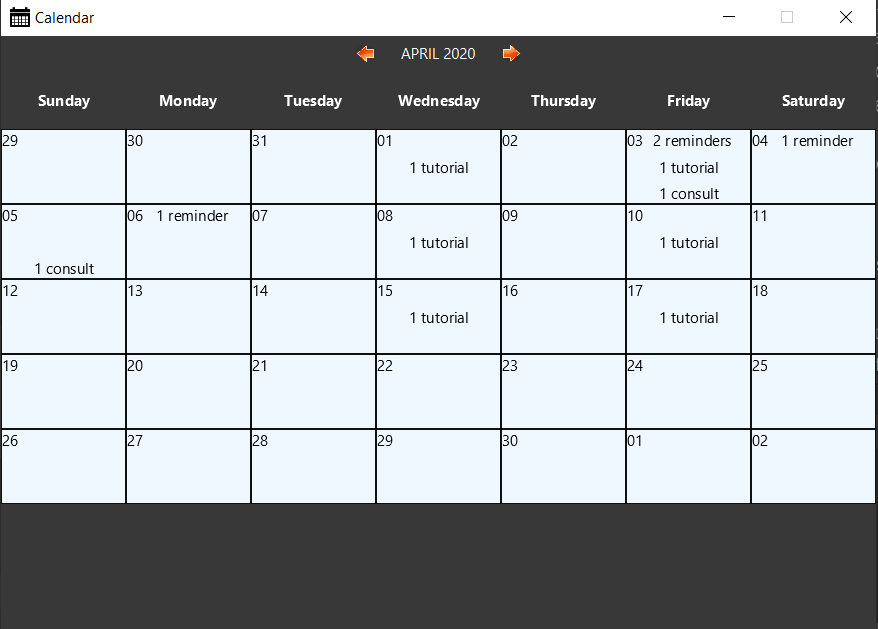 Calendar
APRIL 2020
Sunday Monday Tuesday Wednesday Thursday Friday Saturday
29 30 31 01 02 03 2 reminders 04 1 reminder
1 tutorial 1 tutorial
1 consult
05 06 1 reminder 07 08 09 10 11
1 tutorial 1 tutorial
1 consult
12 13 14 15 16 17 18
1 tutorial 1 tutorial
19 20 21 22 23 24 25
26 27 28 29 30 01 02